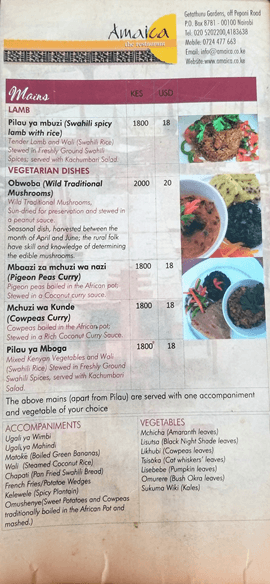 Amaica
the restaurant
Getathuru Gardens, off Peponi Road
P.O. Box 8781 - 00100 Nairobi
Tel: 020 5202200,4183638
Mobile: 0724 477 663
Email: info@amaica.co.ke
Website:www.amaica.co.ke
Mains KES USD
LAMB
Pilau ya mbuzi (Swahili spicy 1800 18
lamb with rice)
Tender Lamb and Wali (Swahili Rice)
Stewed in Freshly Ground Swahili
Spices; served with Kachumbari Salad.
VEGETARIAN DISHES
Obwoba (Wild Traditional 2000 20
Mushrooms)
Wild Traditional Mushrooms,
Sun-dried for preservation and stewed in
a peanut sauce.
Seasonal dish, harvested between the
month of April and June; the rural folk
have skill and knowledge of determining
the edible mushrooms.
Mbaazi za mchuzi wa nazi 1800 18
(Pigeon Peas Curry)
Pigeon peas boiled in the African pot;
Stewed in a Coconut curry sauce.
Mchuzi wa Kunde 1800 18
(Cowpeas Curry)
Cowpeas boiled in the African pot;
Stewed in a Rich Coconut Curry Sauce.
Pilau ya Mboga 1800 18
Mixed Kenyan Vegetables and Wali
(Swahili Rice) Stewed in Freshly Ground
Swahili Spices, served with Kachumbari
Salad.
The above mains (apart from Pilau) are served with one accompaniment
and vegetable of your choice
ACCOMPANIMENTS
Ugali ya Wimbi
Ugali ya Mahindi
Matoke (Boiled Green Bananas)
Wali (Steamed Coconut Rice)
Chapati (Pan Fried Swahili Bread)
French Fries/Potatoe Wedges
Kelewele (Spicy Plantain)
Omushenye(Sweet Potatoes and Cowpeas
traditionally boiled in the African Pot and
mashed.)
VEGETABLES
Mchicha (Amaranth leaves)
Lisutsa (Black Night Shade leaves)
Likhubi (Cowpeas leaves)
Tsisaka (Cat whiskers' leaves)
Lisebebe (Pumpkin leaves)
Omurere (Bush Okra leaves)
Sukuma Wiki (Kales)